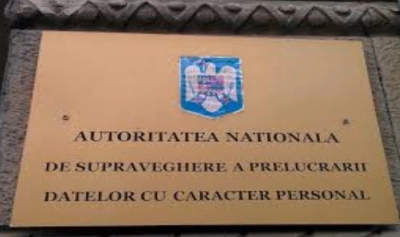 AUTORITATEA NATIONALA
DE SUPRAVEGHERE A PRELUCRARII
DATELOR CU CARACTER PERSONAL